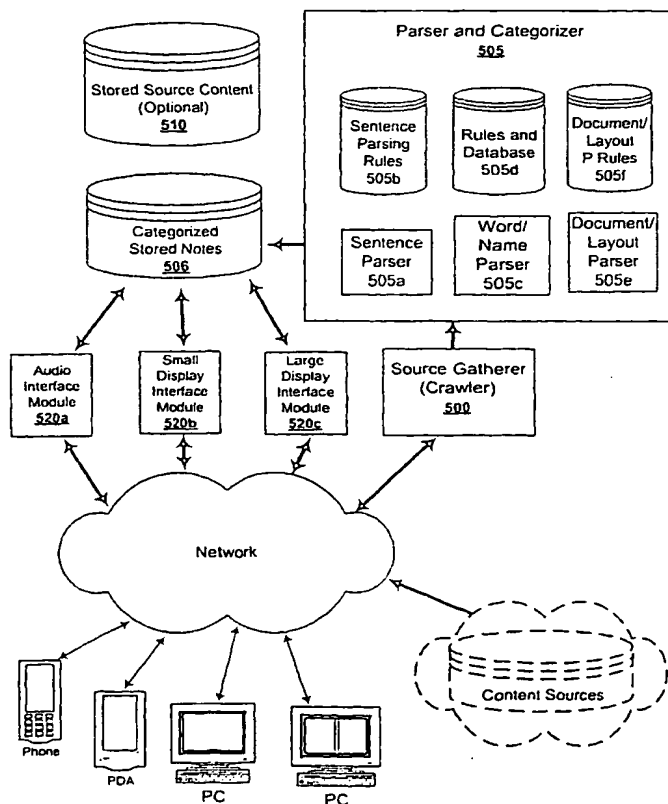 Parser and Categorizer
505
Stored Source Content
(Optional)
510
Sentence
Parsing
Rules
505b
Rules and
Database
505d
Document/
Layout
P Rules
505f
Categorized
Stored Notes
506
Sentence
Parser
505a
Word/
Name
Parser
505c
Document/
Layout
Parser
505e
Audio
Interface
Module
520a
Small
Display
Interface
Module
520b
Large
Display
Interface
Module
520c
Source Gatherer
(Crawler)
500
Network
Content Sources
Phone
PDA
PC
PC